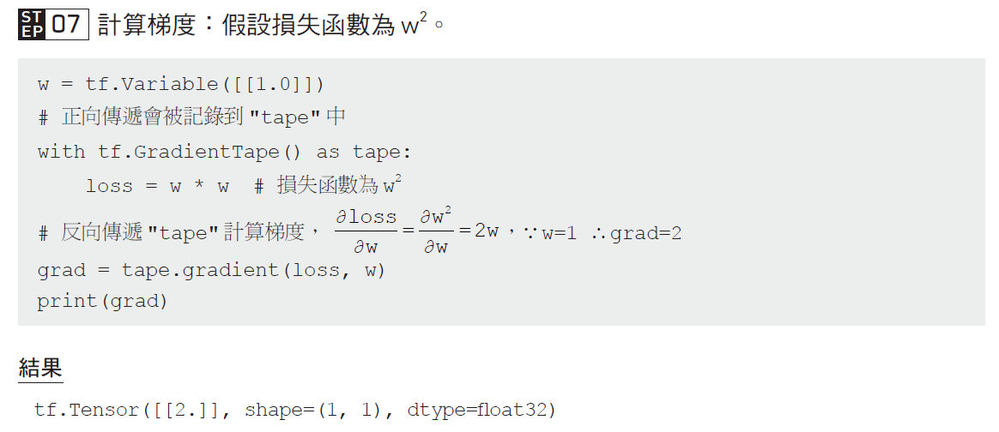 STEP 07 計算梯度：假設損失函數為 w²。
w = tf.Variable([[1.0]])
# 正向傳遞會被記錄到 "tape" 中
with tf.GradientTape() as tape:
    loss = w * w  # 損失函數為 w²
# 反向傳遞 "tape" 計算梯度， ∂loss/∂w = ∂w²/∂w = 2w ，∵w=1 ∴grad=2
grad = tape.gradient(loss, w)
print(grad)
結果
tf.Tensor([[2.]], shape=(1, 1), dtype=float32)